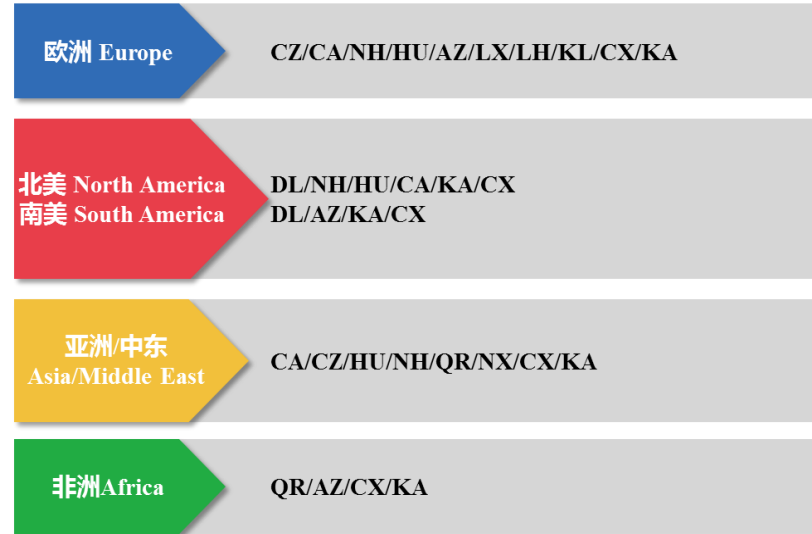 欧洲 Europe CZ/CA/NH/HU/AZ/LX/LH/KL/CX/KA
北美 North America DL/NH/HU/CA/KA/CX
南美 South America DL/AZ/KA/CX
亚洲/中东
Asia/Middle East
CA/CZ/HU/NH/QR/NX/CX/KA
非洲Africa QR/AZ/CX/KA